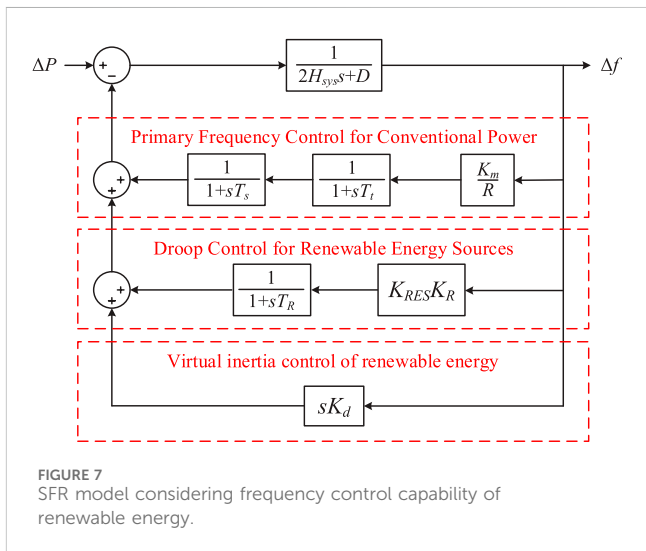 ΔP
−
1
2H_sys s+D
Δf
Primary Frequency Control for Conventional Power
+
+
1
1+sT_s
1
1+sT_t
K_m
R
Droop Control for Renewable Energy Sources
+
+
1
1+sT_R
K_RES K_R
Virtual inertia control of renewable energy
sK_d
FIGURE 7
SFR model considering frequency control capability of
renewable energy.